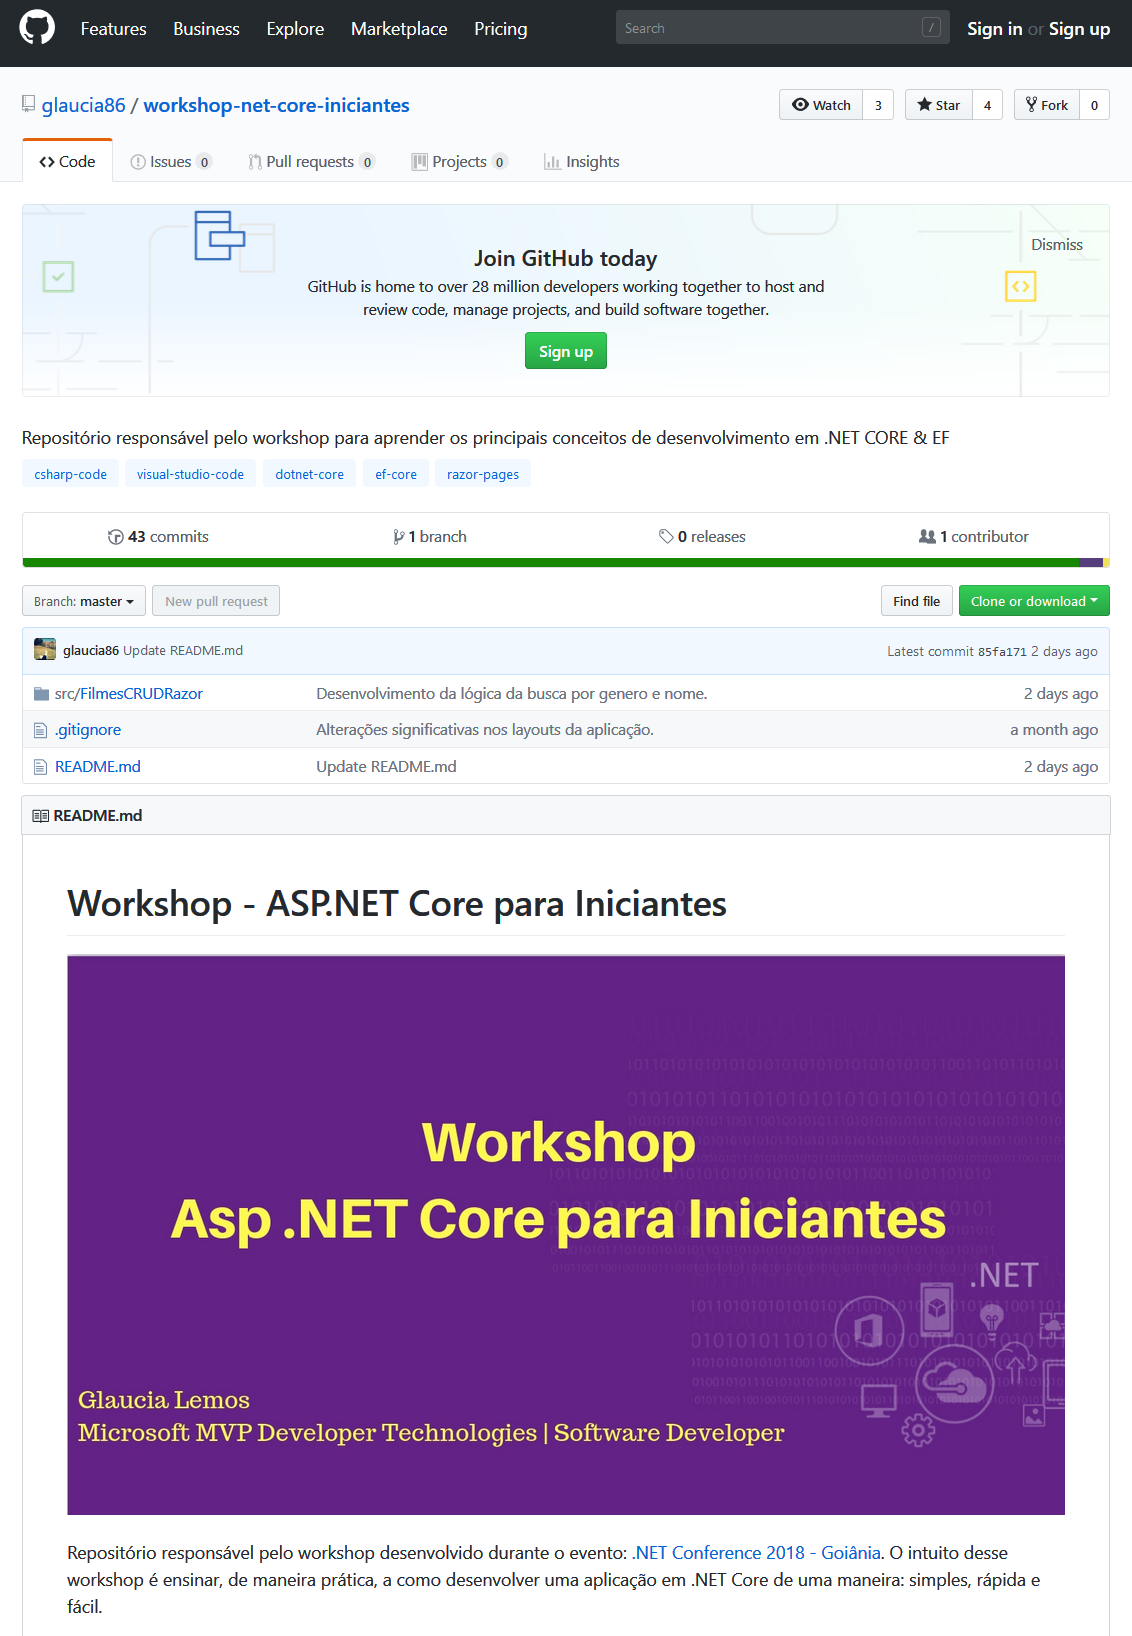 Features Business Explore Marketplace Pricing Search / Sign in or Sign up
glaucia86 / workshop-net-core-iniciantes Watch 3 Star 4 Fork 0
Code Issues 0 Pull requests 0 Projects 0 Insights
Dismiss
Join GitHub today
GitHub is home to over 28 million developers working together to host and
review code, manage projects, and build software together.
Sign up
Repositório responsável pelo workshop para aprender os principais conceitos de desenvolvimento em .NET CORE & EF
csharp-code visual-studio-code dotnet-core ef-core razor-pages
43 commits 1 branch 0 releases 1 contributor
Branch: master New pull request Find file Clone or download
glaucia86 Update README.md Latest commit 85fa171 2 days ago
src/FilmesCRUDRazor Desenvolvimento da lógica da busca por genero e nome. 2 days ago
.gitignore Alterações significativas nos layouts da aplicação. a month ago
README.md Update README.md 2 days ago
README.md
Workshop - ASP.NET Core para Iniciantes
Workshop
Asp .NET Core para Iniciantes
.NET
Glaucia Lemos
Microsoft MVP Developer Technologies | Software Developer
Repositório responsável pelo workshop desenvolvido durante o evento: .NET Conference 2018 - Goiânia. O intuito desse
workshop é ensinar, de maneira prática, a como desenvolver uma aplicação em .NET Core de uma maneira: simples, rápida e
fácil.